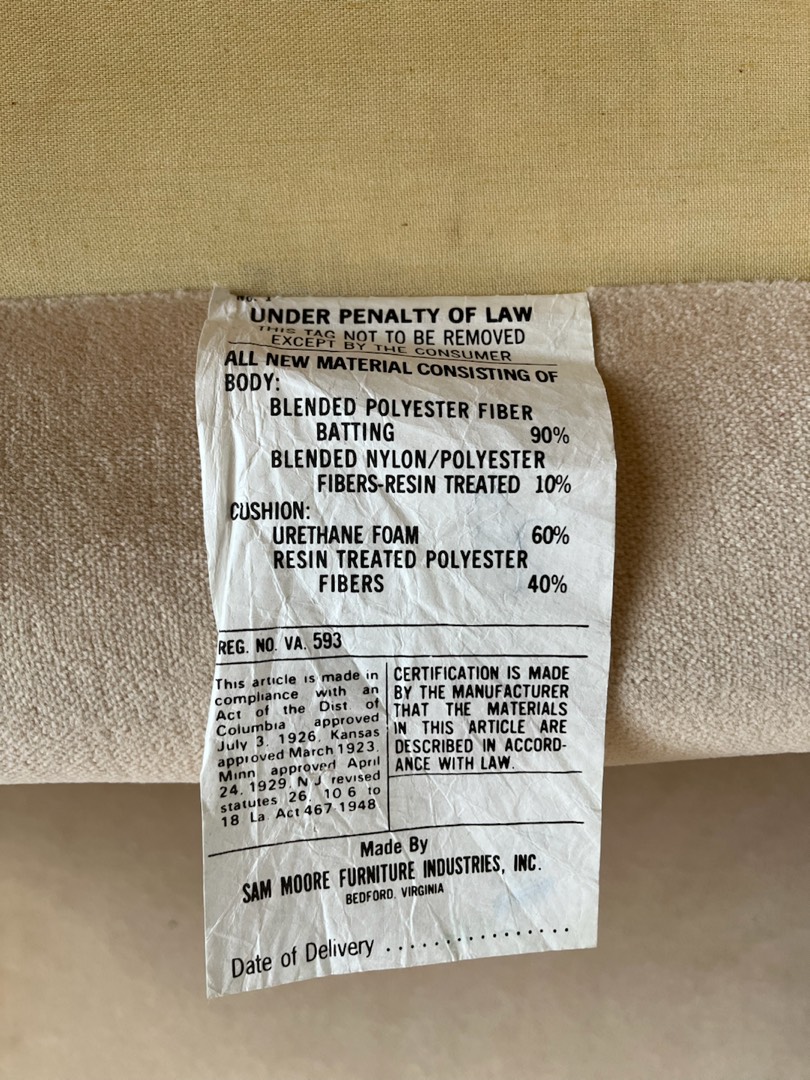 NO. 1
UNDER PENALTY OF LAW
THIS TAG NOT TO BE REMOVED
EXCEPT BY THE CONSUMER
ALL NEW MATERIAL CONSISTING OF
BODY:
BLENDED POLYESTER FIBER
BATTING 90%
BLENDED NYLON/POLYESTER
FIBERS-RESIN TREATED 10%
CUSHION:
URETHANE FOAM 60%
RESIN TREATED POLYESTER
FIBERS 40%
REG. NO. VA. 593
This article is made in
compliance with an
Act of the Dist of
Columbia approved
July 3, 1926, Kansas
approved March 1923,
Minn approved April
24, 1929, N J revised
statutes 26, 10 6 to
18 La. Act 467-1948
CERTIFICATION IS MADE
BY THE MANUFACTURER
THAT THE MATERIALS
IN THIS ARTICLE ARE
DESCRIBED IN ACCORD-
ANCE WITH LAW.
Made By
SAM MOORE FURNITURE INDUSTRIES, INC.
BEDFORD, VIRGINIA
Date of Delivery ................